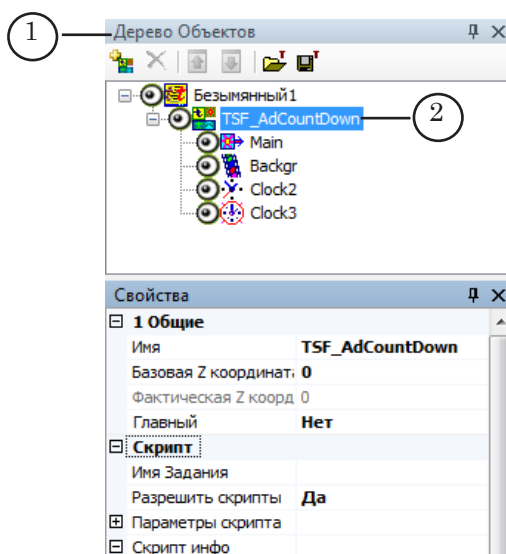 1
Дерево Объектов
Безымянный1
TSF_AdCountDown
2
Main
Backgr
Clock2
Clock3
Свойства
1 Общие
Имя TSF_AdCountDown
Базовая Z координат 0
Фактическая Z коорд 0
Главный Нет
Скрипт
Имя Задания
Разрешить скрипты Да
Параметры скрипта
Скрипт инфо